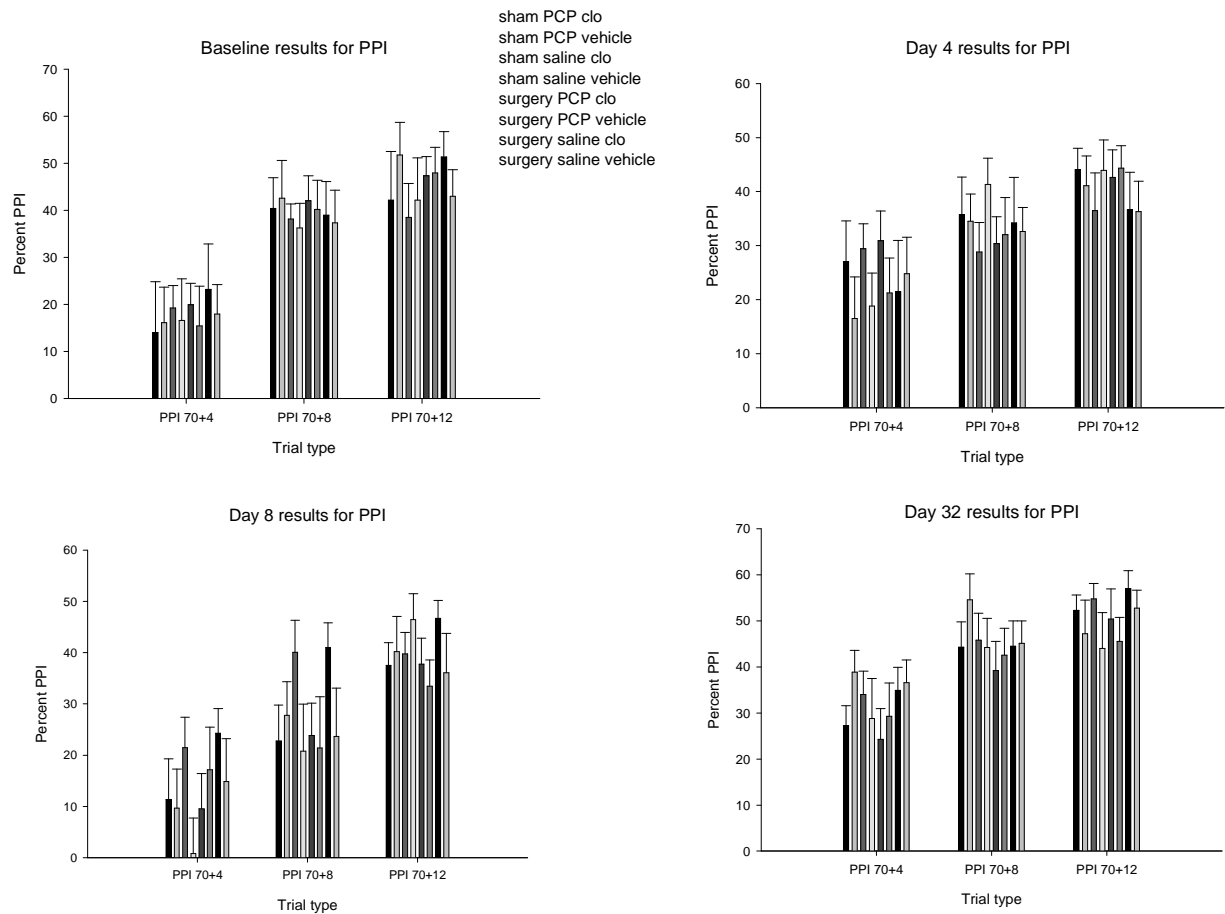 sham PCP clo
sham PCP vehicle
sham saline clo
sham saline vehicle
surgery PCP clo
surgery PCP vehicle
surgery saline clo
surgery saline vehicle
Baseline results for PPI
70
60
50
40
30
20
10
0
Percent PPI
PPI 70+4 PPI 70+8 PPI 70+12
Trial type
Day 4 results for PPI
60
50
40
30
20
10
0
Percent PPI
PPI 70+4 PPI 70+8 PPI 70+12
Trial type
Day 8 results for PPI
60
50
40
30
20
10
0
Percent PPI
PPI 70+4 PPI 70+8 PPI 70+12
Trial type
Day 32 results for PPI
70
60
50
40
30
20
10
0
Percent PPI
PPI 70+4 PPI 70+8 PPI 70+12
Trial type